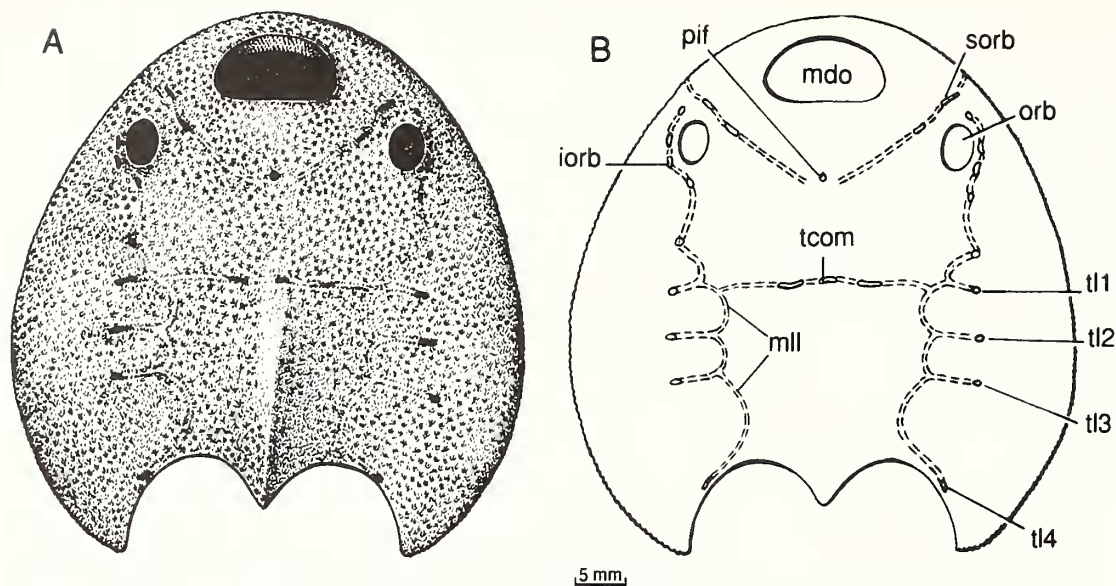 A
B
pif
sorb
mdo
orb
iorb
tcom
tl1
mll
tl2
tl3
tl4
5 mm